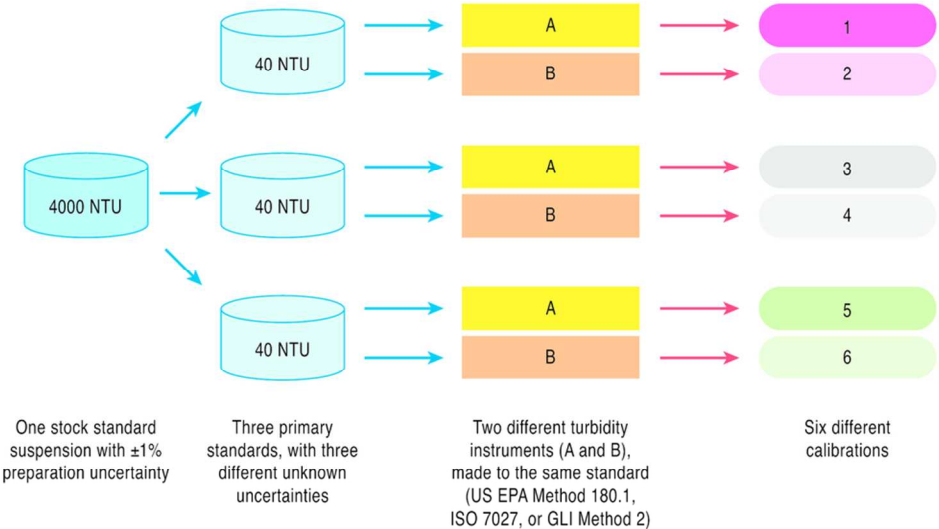 40 NTU
A
B
1
2
4000 NTU
40 NTU
A
B
3
4
40 NTU
A
B
5
6
One stock standard
suspension with ±1%
preparation uncertainty
Three primary
standards, with three
different unknown
uncertainties
Two different turbidity
instruments (A and B),
made to the same standard
(US EPA Method 180.1,
ISO 7027, or GLI Method 2)
Six different
calibrations